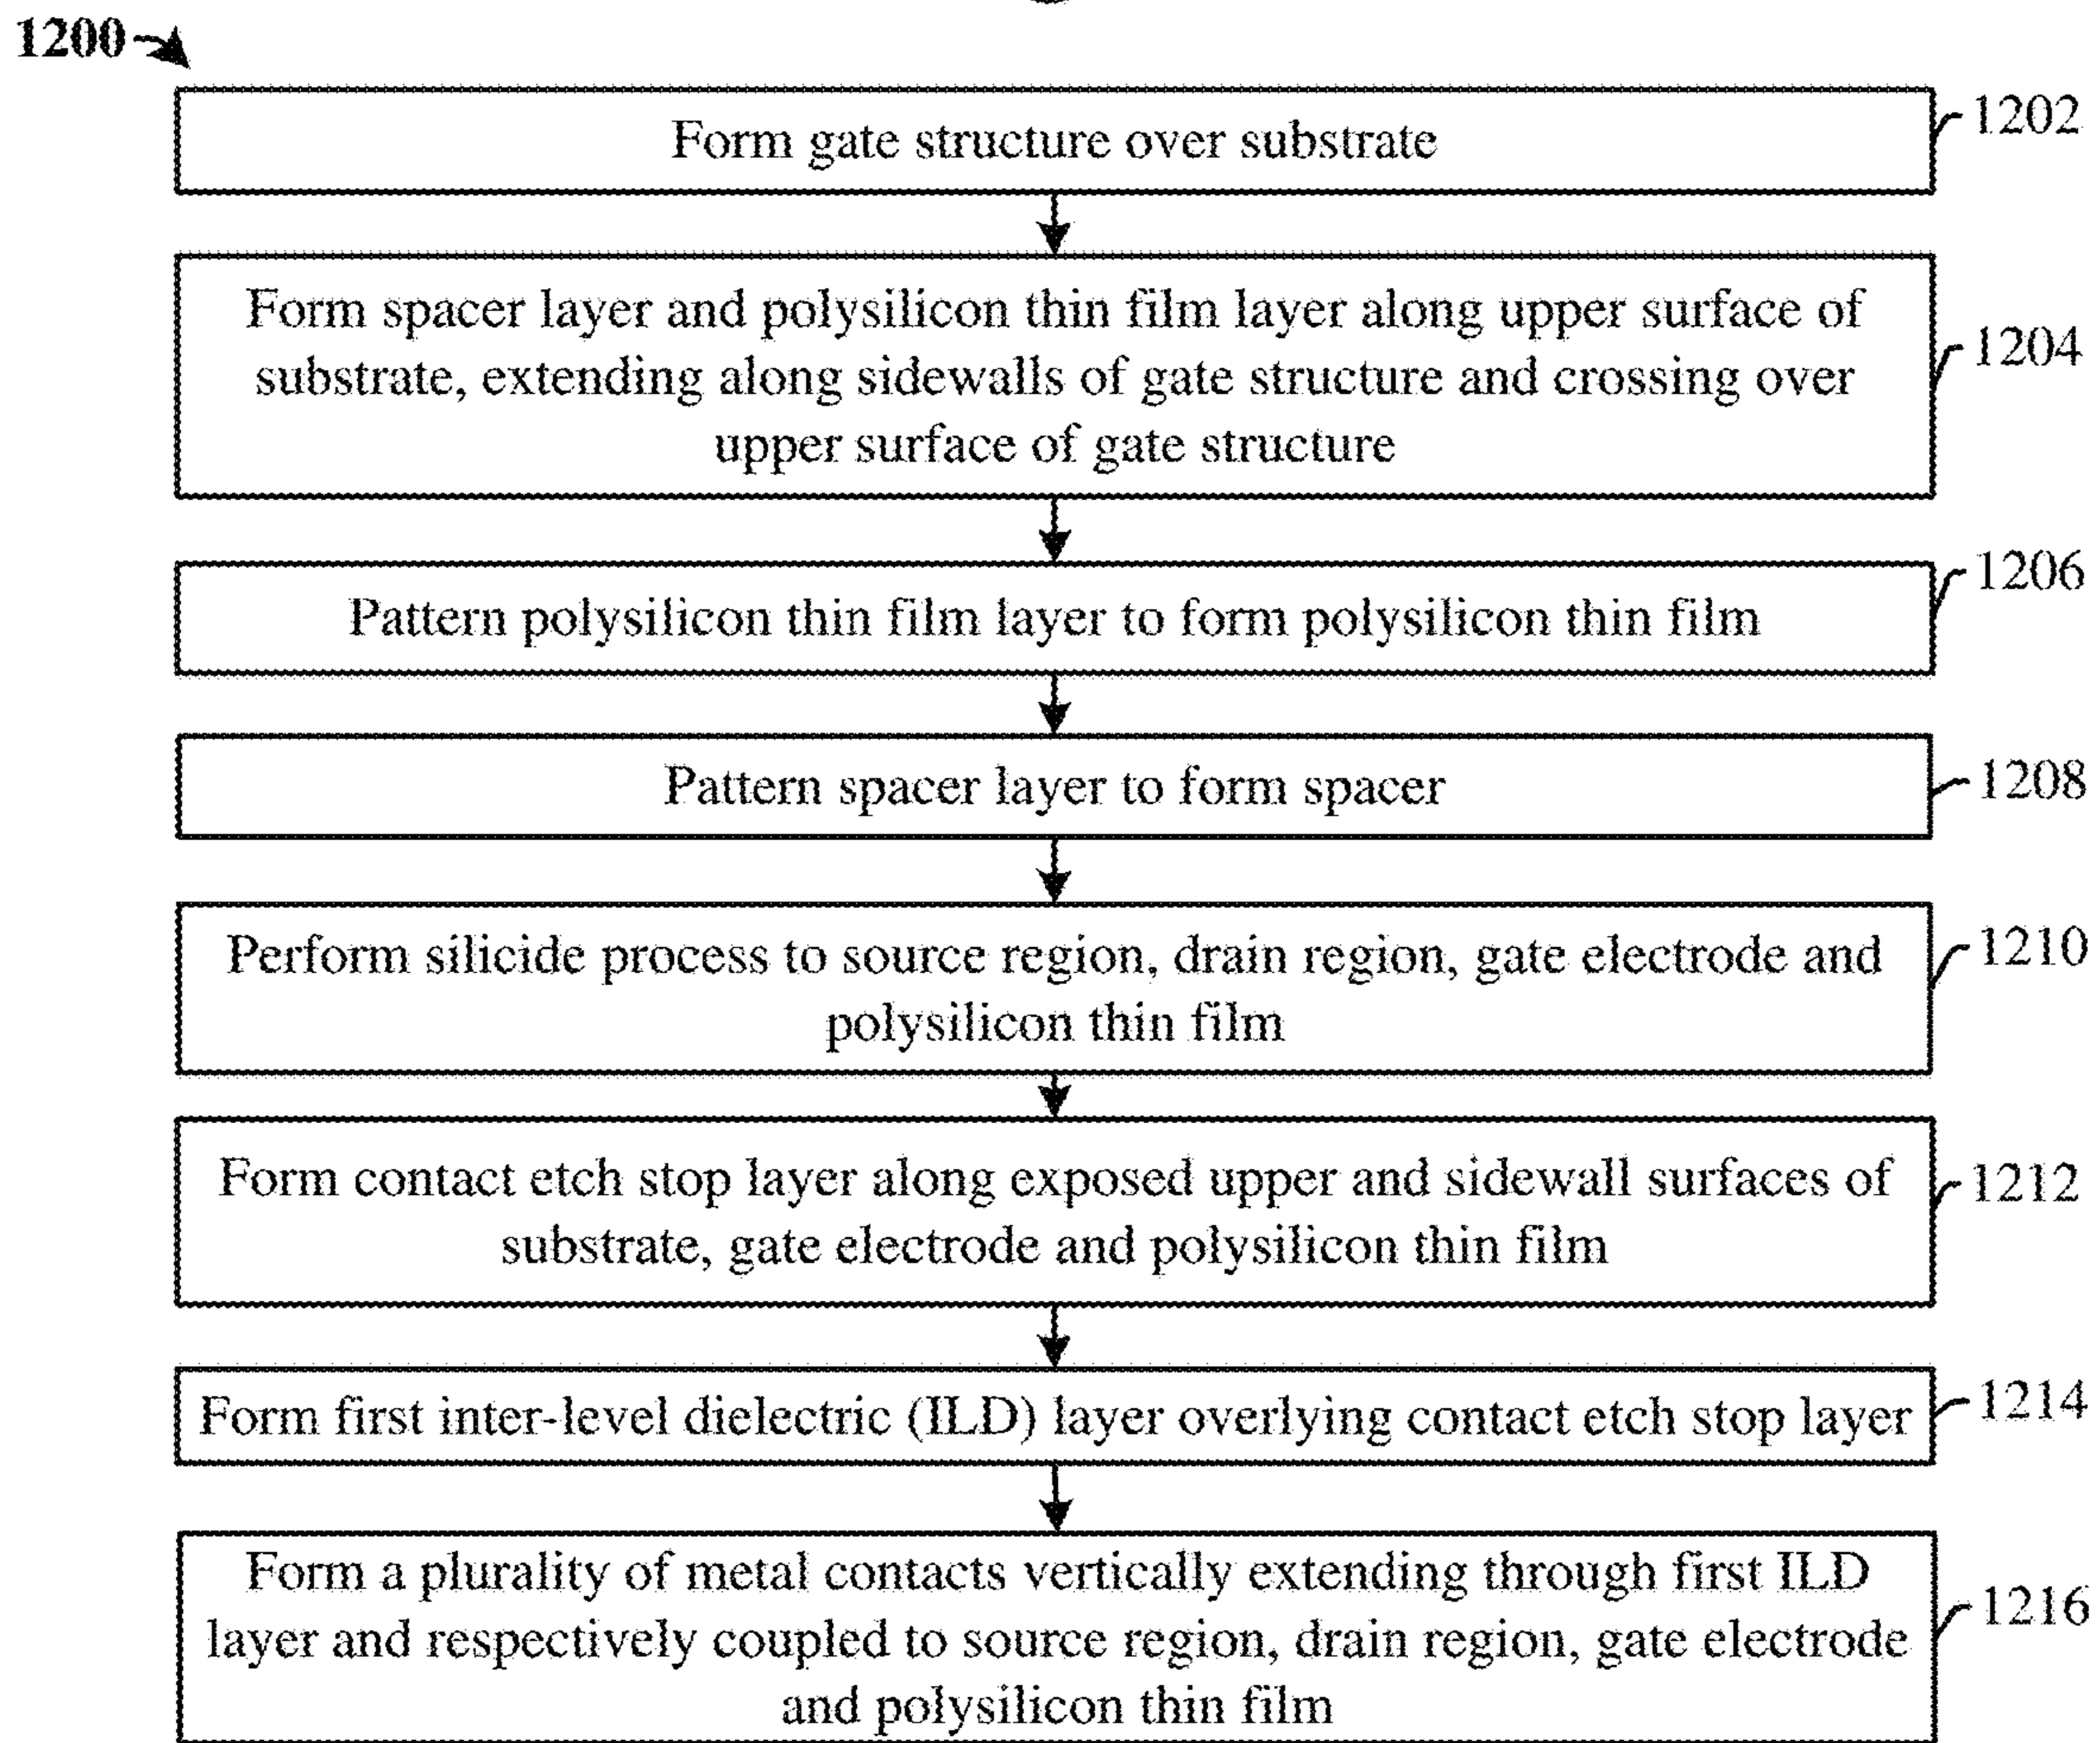 1200
Form gate structure over substrate
1202
Form spacer layer and polysilicon thin film layer along upper surface of
substrate, extending along sidewalls of gate structure and crossing over
upper surface of gate structure
1204
Pattern polysilicon thin film layer to form polysilicon thin film
1206
Pattern spacer layer to form spacer
1208
Perform silicide process to source region, drain region, gate electrode and
polysilicon thin film
1210
Form contact etch stop layer along exposed upper and sidewall surfaces of
substrate, gate electrode and polysilicon thin film
1212
Form first inter-level dielectric (ILD) layer overlying contact etch stop layer
1214
Form a plurality of metal contacts vertically extending through first ILD
layer and respectively coupled to source region, drain region, gate electrode
and polysilicon thin film
1216